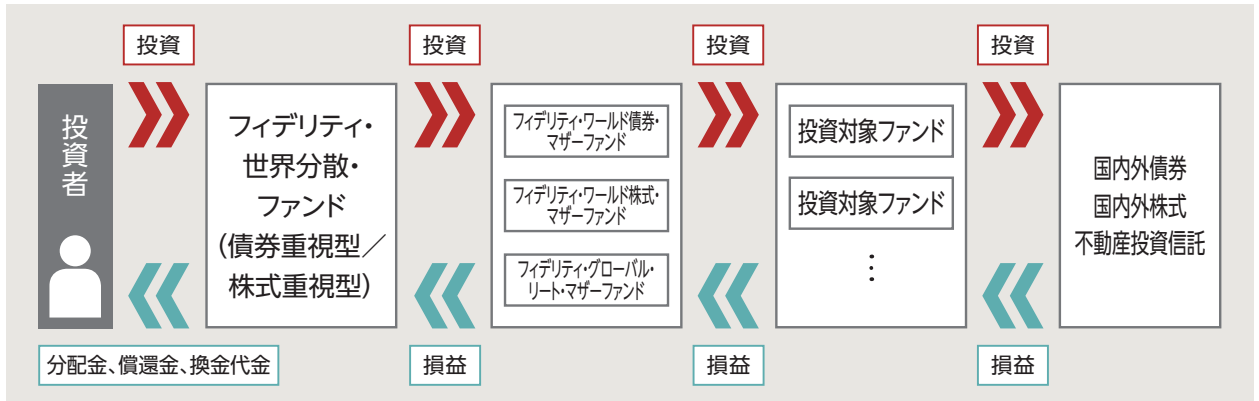 投資
投資
投資
投資
投資者
フィデリティ・
世界分散・
ファンド
(債券重視型／
株式重視型)
フィデリティ・ワールド債券・
マザーファンド
フィデリティ・ワールド株式・
マザーファンド
フィデリティ・グローバル・
リート・マザーファンド
投資対象ファンド
投資対象ファンド
⋮
国内外債券
国内外株式
不動産投資信託
分配金、償還金、換金代金
損益
損益
損益